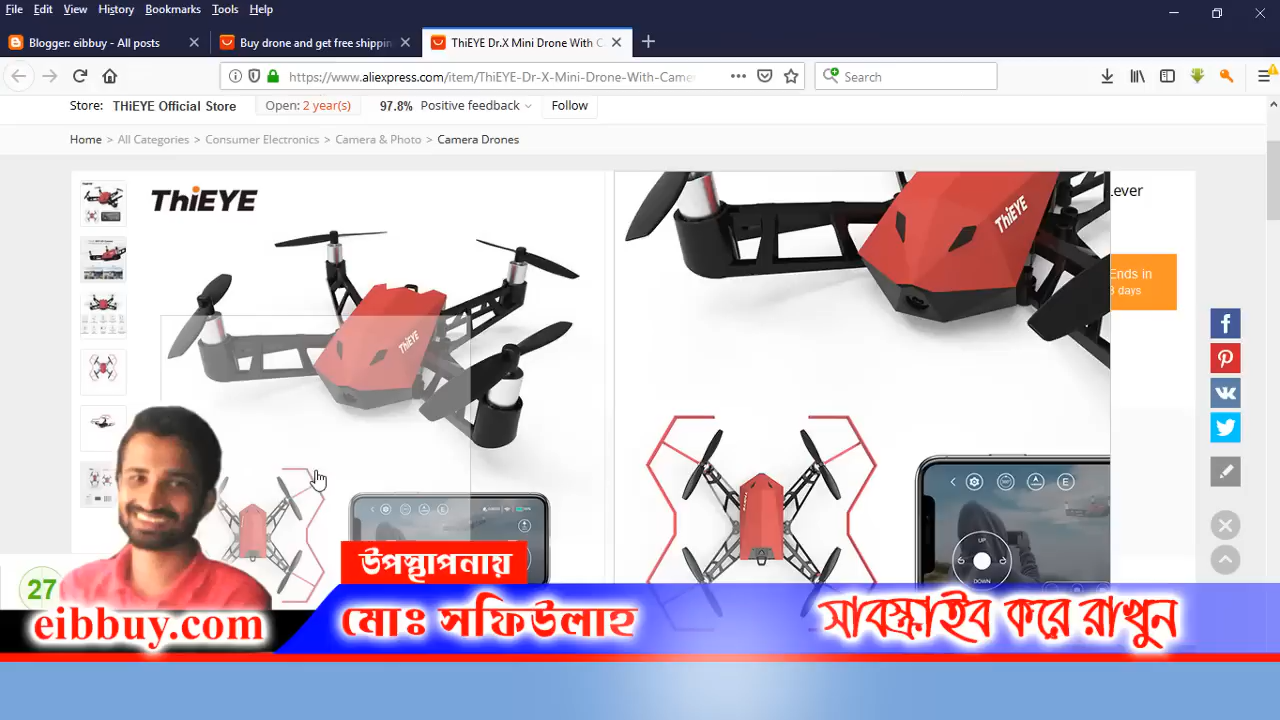 File Edit View History Bookmarks Tools Help
Blogger: eibbuy - All posts
Buy drone and get free shippin
ThiEYE Dr.X Mini Drone With C
https://www.aliexpress.com/item/ThiEYE-Dr-X-Mini-Drone-With-Came
Search
Store: THiEYE Official Store Open: 2 year(s) 97.8% Positive feedback Follow
Home > All Categories > Consumer Electronics > Camera & Photo > Camera Drones
ThiEYE
ThiEYE
ThiEYE
Lever
Ends in
3 days
E
E
UP
DOWN
27
উপস্থাপনায়
eibbuy.com
মোঃ সফিউলাহ
সাবস্ক্রাইব করে রাখুন